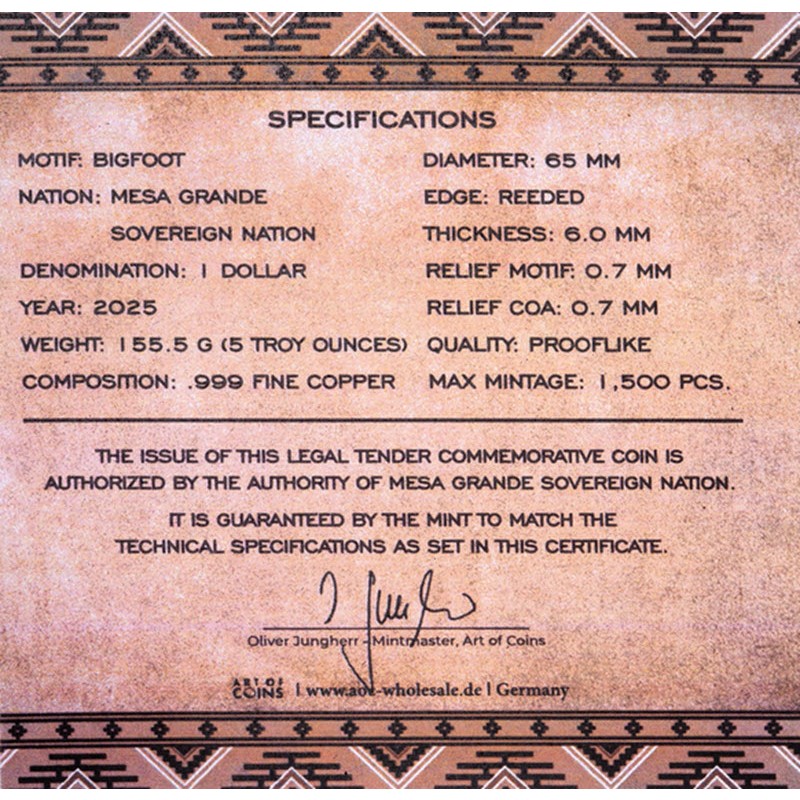 SPECIFICATIONS
MOTIF: BIGFOOT
NATION: MESA GRANDE
SOVEREIGN NATION
DENOMINATION: 1 DOLLAR
YEAR: 2025
WEIGHT: 155.5 G (5 TROY OUNCES)
COMPOSITION: .999 FINE COPPER
DIAMETER: 65 MM
EDGE: REEDED
THICKNESS: 6.0 MM
RELIEF MOTIF: 0.7 MM
RELIEF COA: 0.7 MM
QUALITY: PROOFLIKE
MAX MINTAGE: 1,500 PCS.
THE ISSUE OF THIS LEGAL TENDER COMMEMORATIVE COIN IS
AUTHORIZED BY THE AUTHORITY OF MESA GRANDE SOVEREIGN NATION.
IT IS GUARANTEED BY THE MINT TO MATCH THE
TECHNICAL SPECIFICATIONS AS SET IN THIS CERTIFICATE.
Oliver Jungherr - Mintmaster, Art of Coins
ART OF
COINS | www.aoc-wholesale.de | Germany